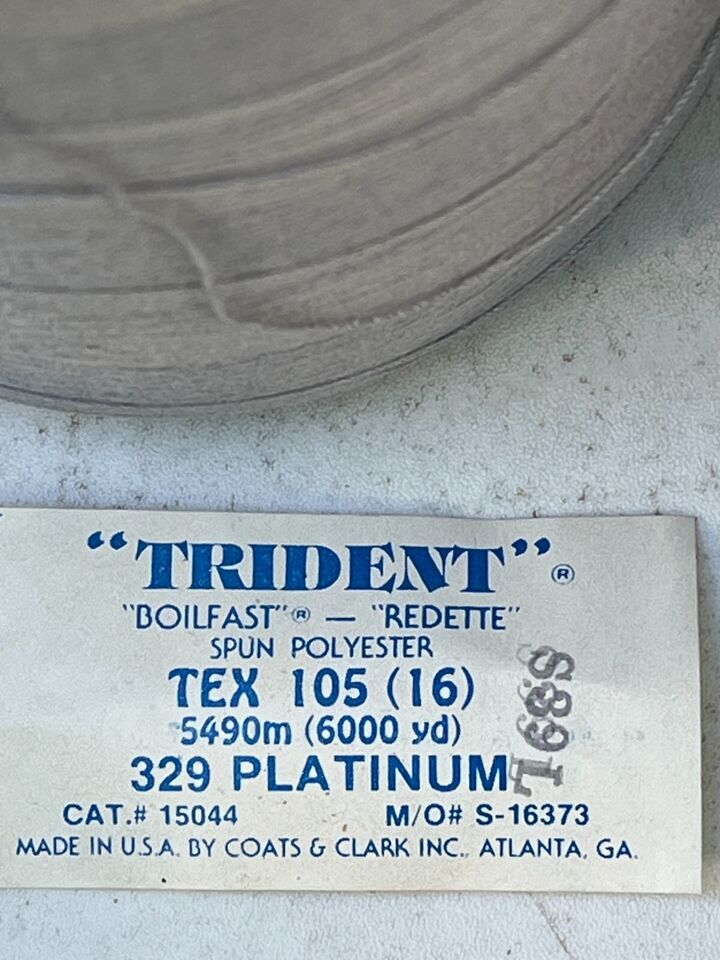 "TRIDENT"®
"BOILFAST"® — "REDETTE"
SPUN POLYESTER
TEX 105 (16)
5490m (6000 yd)
329 PLATINUM
CAT.# 15044 M/O# S-16373
MADE IN U.S.A. BY COATS & CLARK INC., ATLANTA, GA.